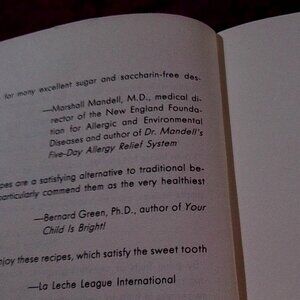 for many excellent sugar and saccharin-free des-
—Marshall Mandell, M.D., medical di-
rector of the New England Founda-
tion for Allergic and Environmental
Diseases and author of Dr. Mandell's
Five-Day Allergy Relief System
are a satisfying alternative to traditional be-
particularly commend them as the very healthiest
—Bernard Green, Ph.D., author of Your
Child Is Bright!
enjoy these recipes, which satisfy the sweet tooth
—La Leche League International